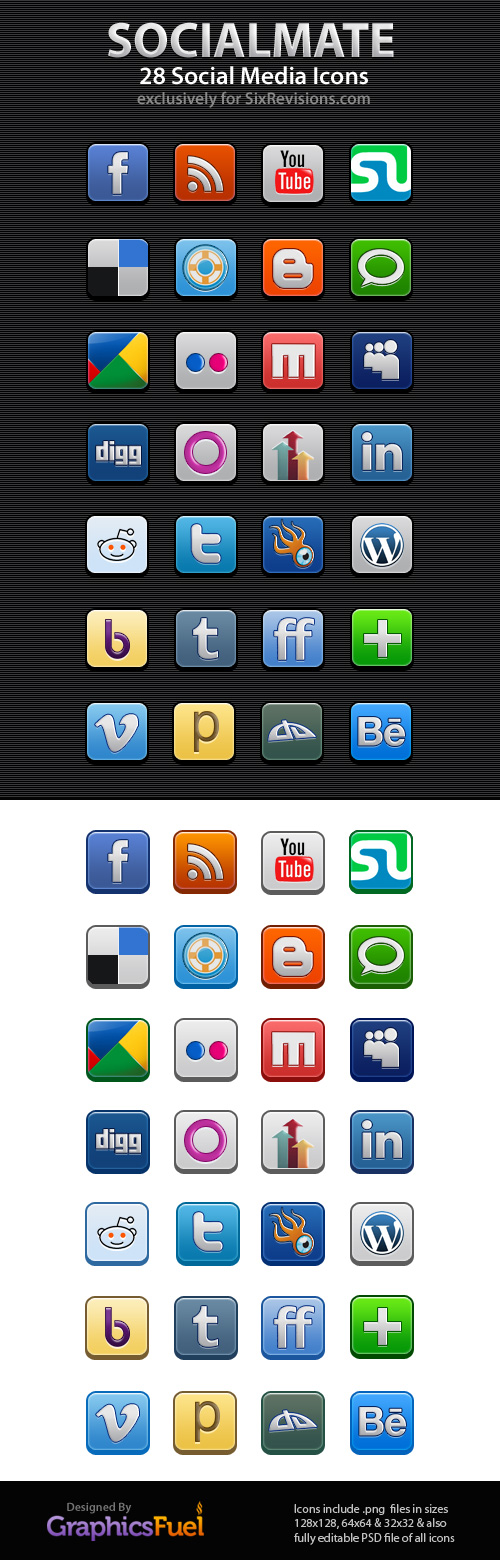 SOCIALMATE
28 Social Media Icons
exclusively for SixRevisions.com
f
You
Tube
SU
B
m
digg
in
t
W
b
t
ff
v
p
Bē
f
You
Tube
SU
B
m
digg
in
t
W
b
t
ff
v
p
Bē
Designed By
GraphicsFuel
Icons include .png files in sizes
128x128, 64x64 & 32x32 & also
fully editable PSD file of all icons